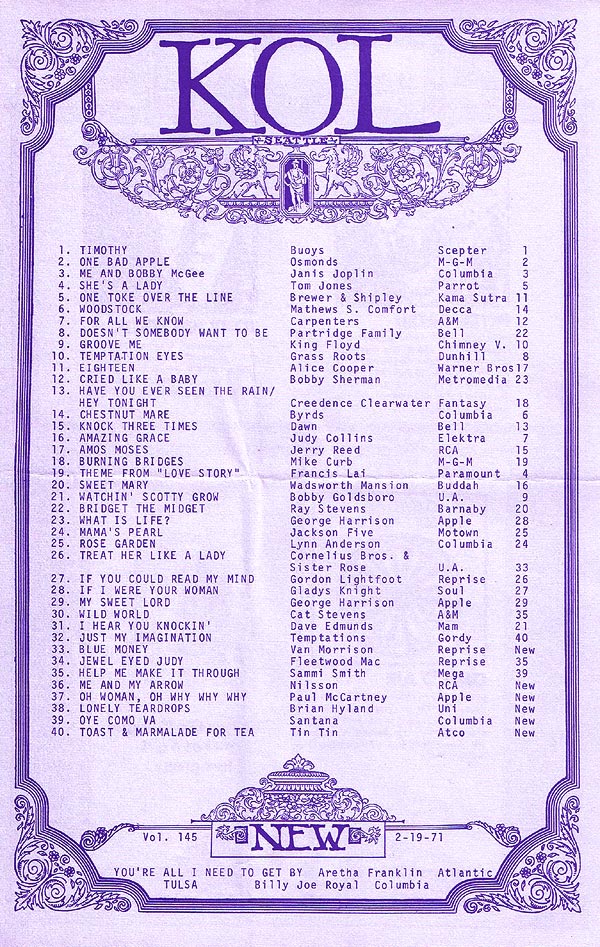 KOL
SEATTLE
1. TIMOTHY Buoys Scepter 1
2. ONE BAD APPLE Osmonds M-G-M 2
3. ME AND BOBBY McGee Janis Joplin Columbia 3
4. SHE'S A LADY Tom Jones Parrot 5
5. ONE TOKE OVER THE LINE Brewer & Shipley Kama Sutra 11
6. WOODSTOCK Mathews S. Comfort Decca 14
7. FOR ALL WE KNOW Carpenters A&M 12
8. DOESN'T SOMEBODY WANT TO BE Partridge Family Bell 22
9. GROOVE ME King Floyd Chimney V. 10
10. TEMPTATION EYES Grass Roots Dunhill 8
11. EIGHTEEN Alice Cooper Warner Bros17
12. CRIED LIKE A BABY Bobby Sherman Metromedia 23
13. HAVE YOU EVER SEEN THE RAIN/
HEY TONIGHT Creedence Clearwater Fantasy 18
14. CHESTNUT MARE Byrds Columbia 6
15. KNOCK THREE TIMES Dawn Bell 13
16. AMAZING GRACE Judy Collins Elektra 7
17. AMOS MOSES Jerry Reed RCA 15
18. BURNING BRIDGES Mike Curb M-G-M 19
19. THEME FROM "LOVE STORY" Francis Lai Paramount 4
20. SWEET MARY Wadsworth Mansion Buddah 16
21. WATCHIN' SCOTTY GROW Bobby Goldsboro U.A. 9
22. BRIDGET THE MIDGET Ray Stevens Barnaby 20
23. WHAT IS LIFE? George Harrison Apple 28
24. MAMA'S PEARL Jackson Five Motown 25
25. ROSE GARDEN Lynn Anderson Columbia 24
26. TREAT HER LIKE A LADY Cornelius Bros. &
Sister Rose U.A. 33
27. IF YOU COULD READ MY MIND Gordon Lightfoot Reprise 26
28. IF I WERE YOUR WOMAN Gladys Knight Soul 27
29. MY SWEET LORD George Harrison Apple 29
30. WILD WORLD Cat Stevens A&M 35
31. I HEAR YOU KNOCKIN' Dave Edmunds Mam 21
32. JUST MY IMAGINATION Temptations Gordy 40
33. BLUE MONEY Van Morrison Reprise New
34. JEWEL EYED JUDY Fleetwood Mac Reprise 35
35. HELP ME MAKE IT THROUGH Sammi Smith Mega 39
36. ME AND MY ARROW Nilsson RCA New
37. OH WOMAN, OH WHY WHY WHY Paul McCartney Apple New
38. LONELY TEARDROPS Brian Hyland Uni New
39. OYE COMO VA Santana Columbia New
40. TOAST & MARMALADE FOR TEA Tin Tin Atco New
Vol. 145 NEW 2-19-71
YOU'RE ALL I NEED TO GET BY Aretha Franklin Atlantic
TULSA Billy Joe Royal Columbia